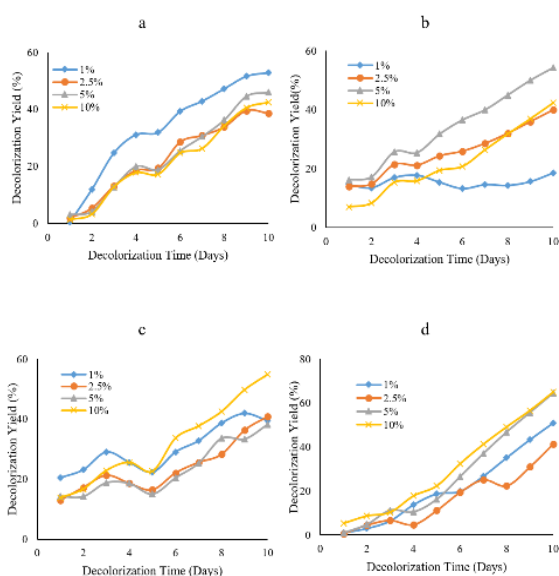 a
60
40
20
0
Decolorization Yield (%)
1%
2.5%
5%
10%
0 2 4 6 8 10
Decolorization Time (Days)
b
60
40
20
0
Decolorization Yield(%)
1%
2.5%
5%
10%
0 2 4 6 8 10
Decolorization Time (Days)
c
60
40
20
0
Decolorization Yield (%)
1%
2.5%
5%
10%
0 2 4 6 8 10
Decolorization Time (Days)
d
80
60
40
20
0
Decolorization Yield (%)
1%
2.5%
5%
10%
0 2 4 6 8 10
Decolorization Time (Days)